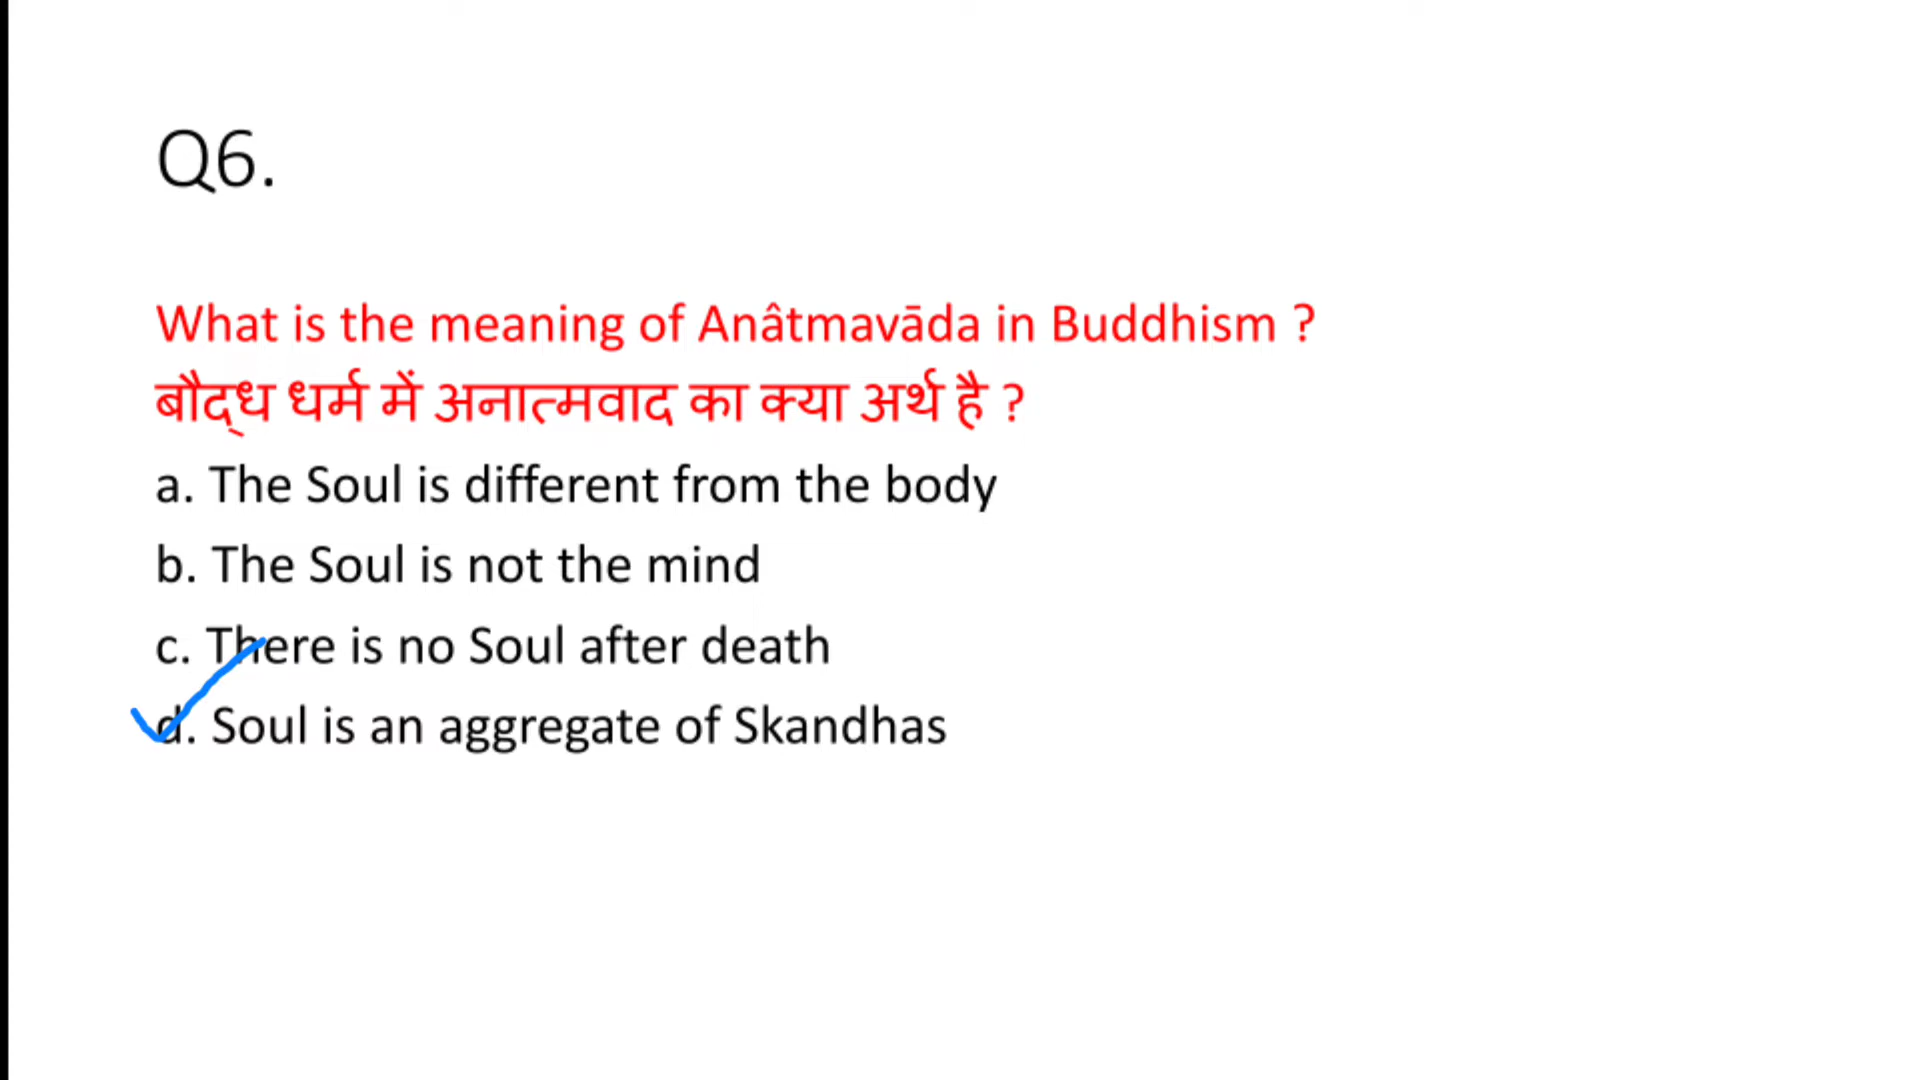 Q6.
What is the meaning of Anâtmavāda in Buddhism ?
बौद्ध धर्म में अनात्मवाद का क्या अर्थ है ?
a. The Soul is different from the body
b. The Soul is not the mind
c. There is no Soul after death
d. Soul is an aggregate of Skandhas